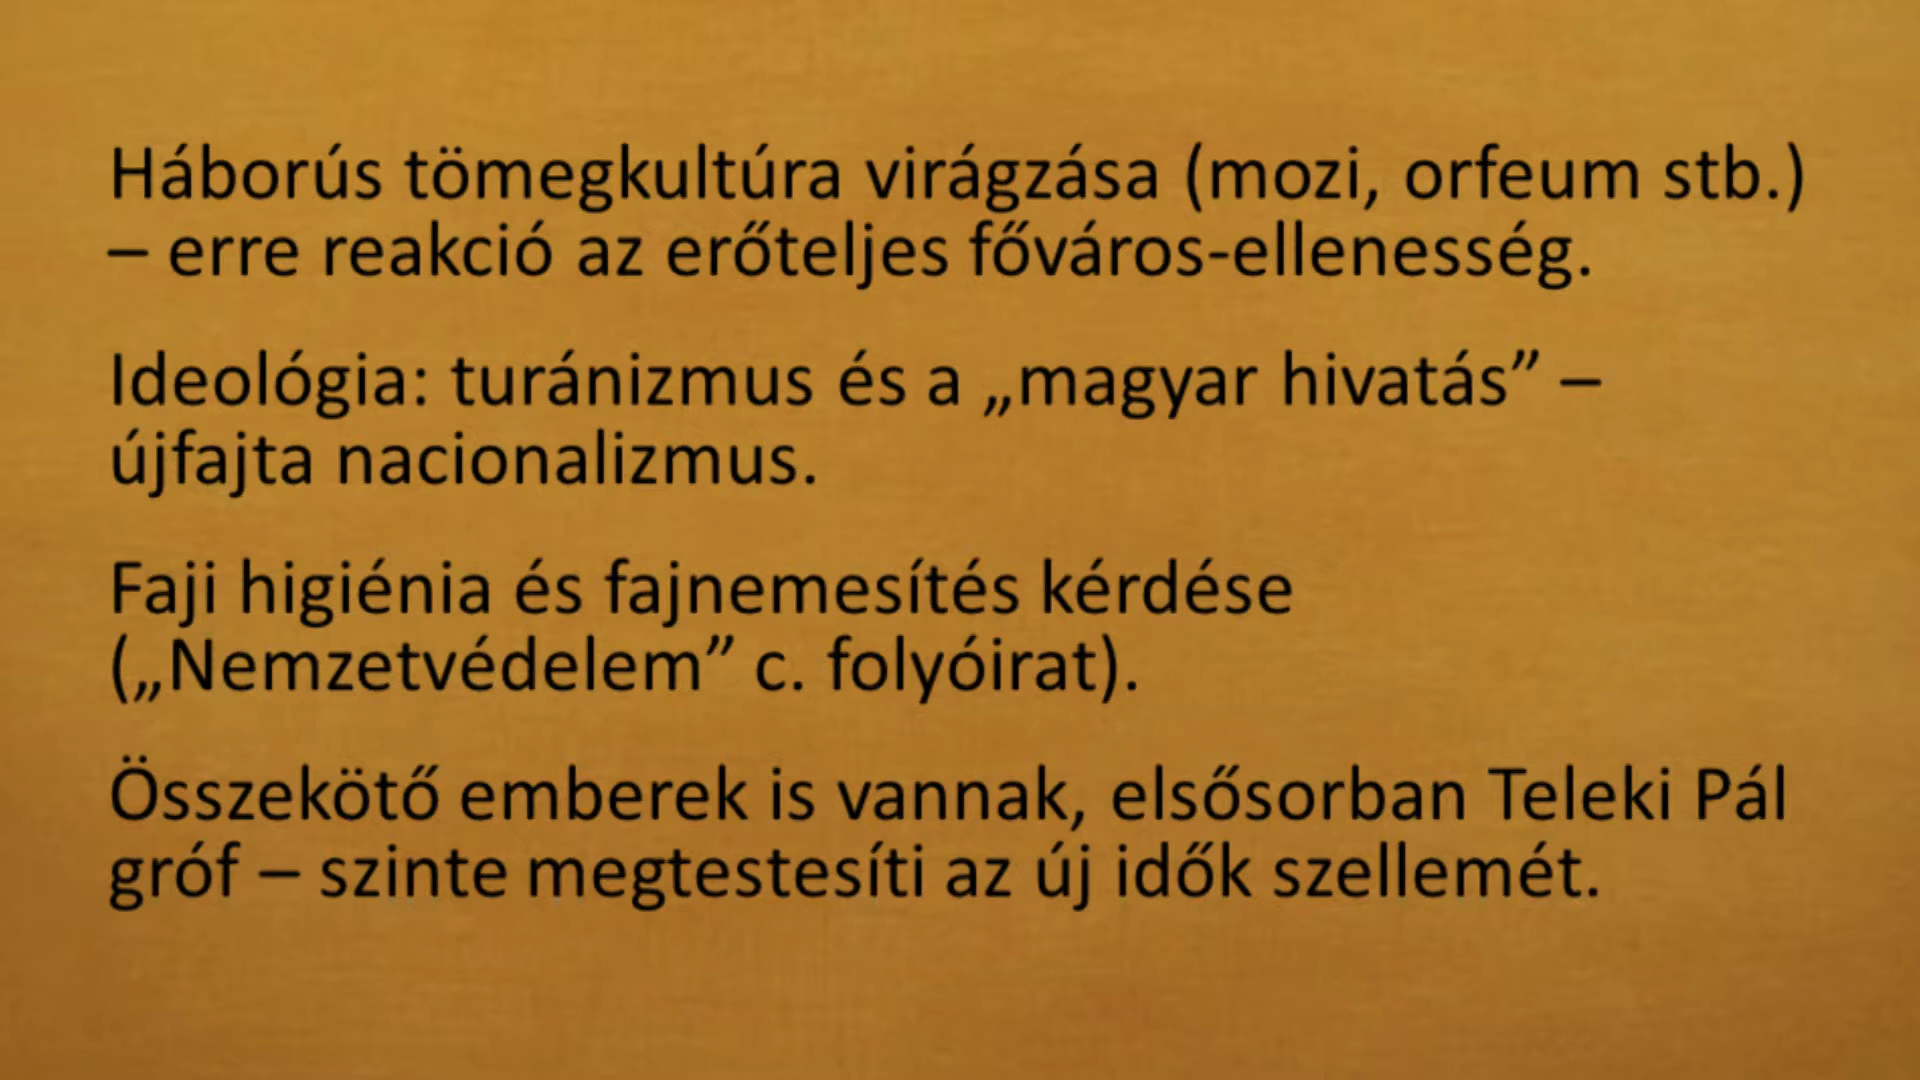 Háborús tömegkultúra virágzása (mozi, orfeum stb.)
– erre reakció az erőteljes főváros-ellenesség.
Ideológia: turánizmus és a „magyar hivatás” –
újfajta nacionalizmus.
Faji higiénia és fajnemesítés kérdése
(„Nemzetvédelem” c. folyóirat).
Összekötő emberek is vannak, elsősorban Teleki Pál
gróf – szinte megtestesíti az új idők szellemét.